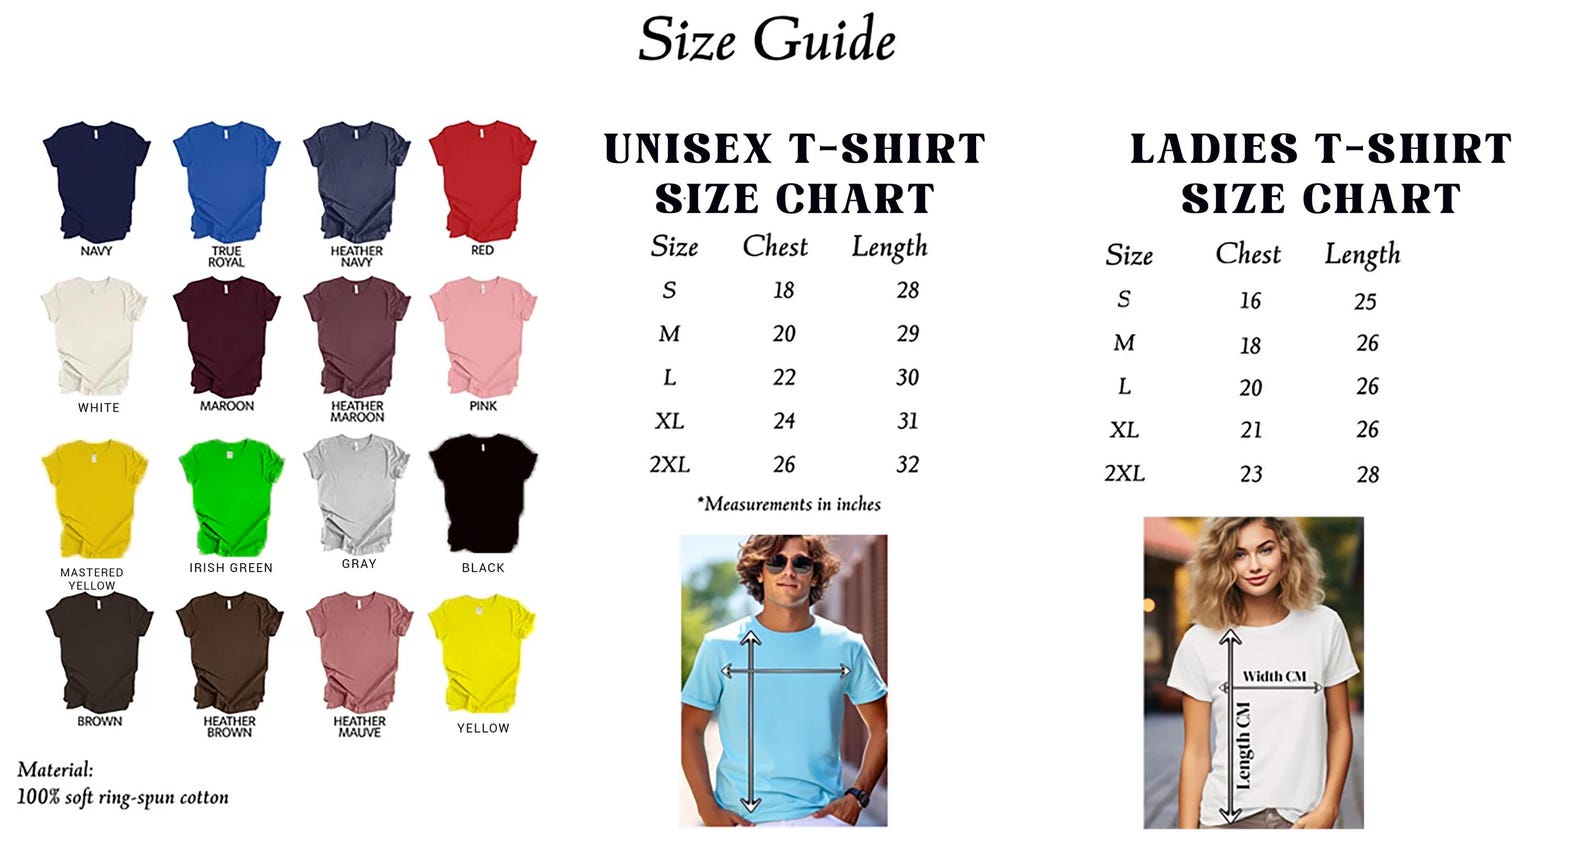 Size Guide
NAVY
TRUE
ROYAL
HEATHER
NAVY
RED
WHITE
MAROON
HEATHER
MAROON
PINK
MASTERED
YELLOW
IRISH GREEN
GRAY
BLACK
BROWN
HEATHER
BROWN
HEATHER
MAUVE
YELLOW
Material:
100% soft ring-spun cotton
UNISEX T-SHIRT
SIZE CHART
Size Chest Length
S 18 28
M 20 29
L 22 30
XL 24 31
2XL 26 32
*Measurements in inches
LADIES T-SHIRT
SIZE CHART
Size Chest Length
S 16 25
M 18 26
L 20 26
XL 21 26
2XL 23 28
Width CM
Length CM